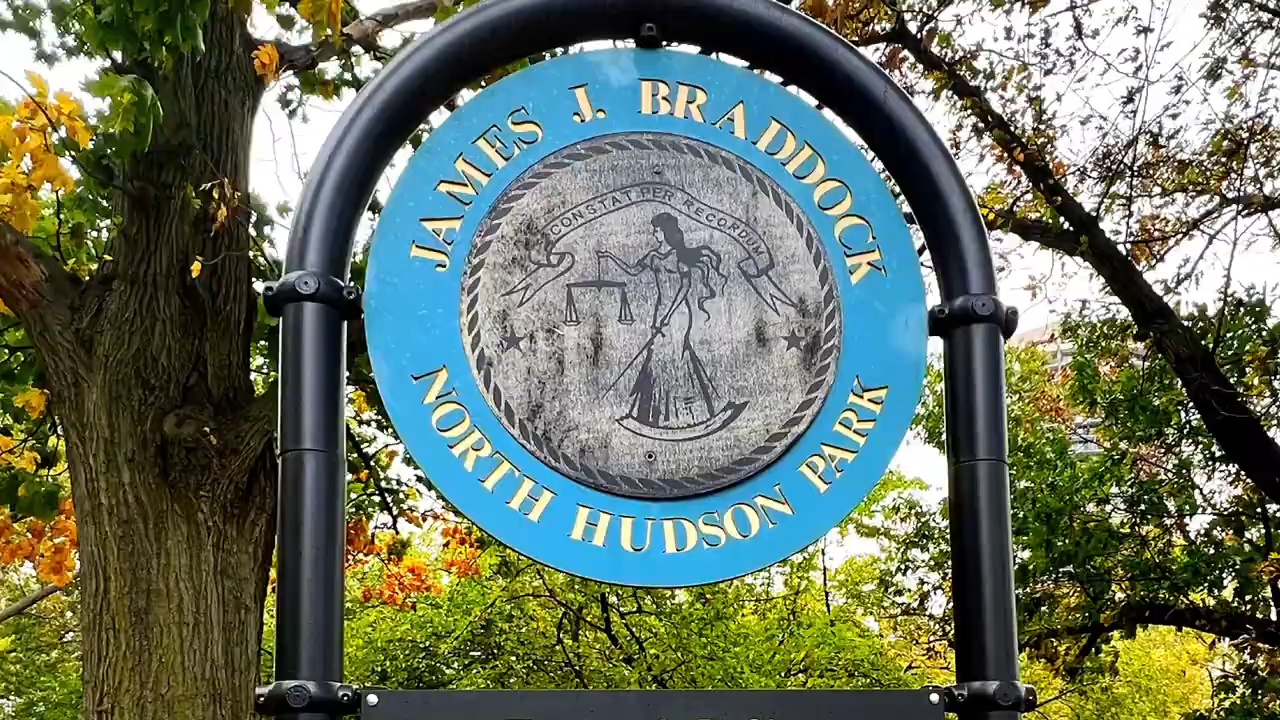 JAMES J. BRADDOCK
CONSTAT PER RECORDUM
NORTH HUDSON PARK